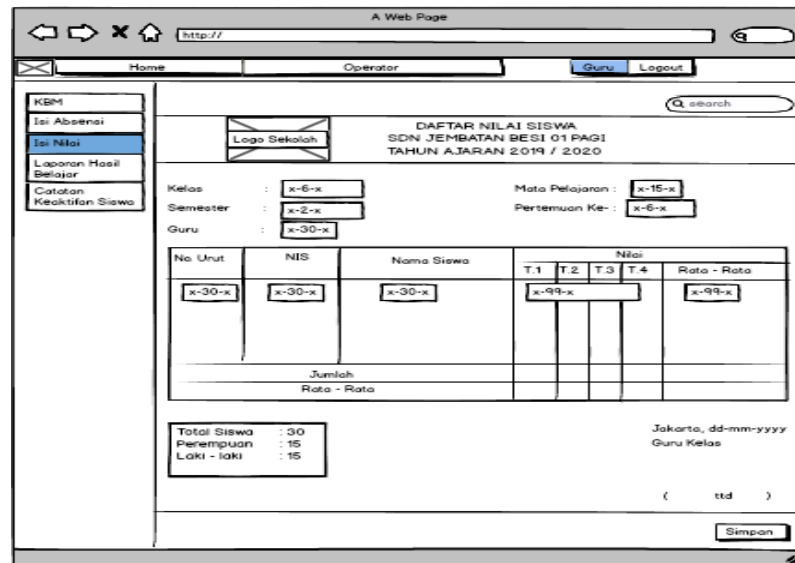 A Web Page
http://
Home Operator Guru Logout
search
KBM
Isi Absensi
Isi Nilai
Laporan Hasil
Belajar
Catatan
Keaktifan Siswa
Logo Sekolah
DAFTAR NILAI SISWA
SDN JEMBATAN BESI 01 PAGI
TAHUN AJARAN 2019 / 2020
Kelas : x-6-x Mata Pelajaran : x-15-x
Semester : x-2-x Pertemuan Ke- : x-6-x
Guru : x-30-x
No. Urut NIS Nama Siswa Nilai
T.1 T.2 T.3 T.4 Rata - Rata
x-30-x x-30-x x-30-x x-99-x x-99-x
Jumlah
Rata - Rata
Total Siswa : 30
Perempuan : 15
Laki - laki : 15
Jakarta, dd-mm-yyyy
Guru Kelas
( ttd )
Simpan